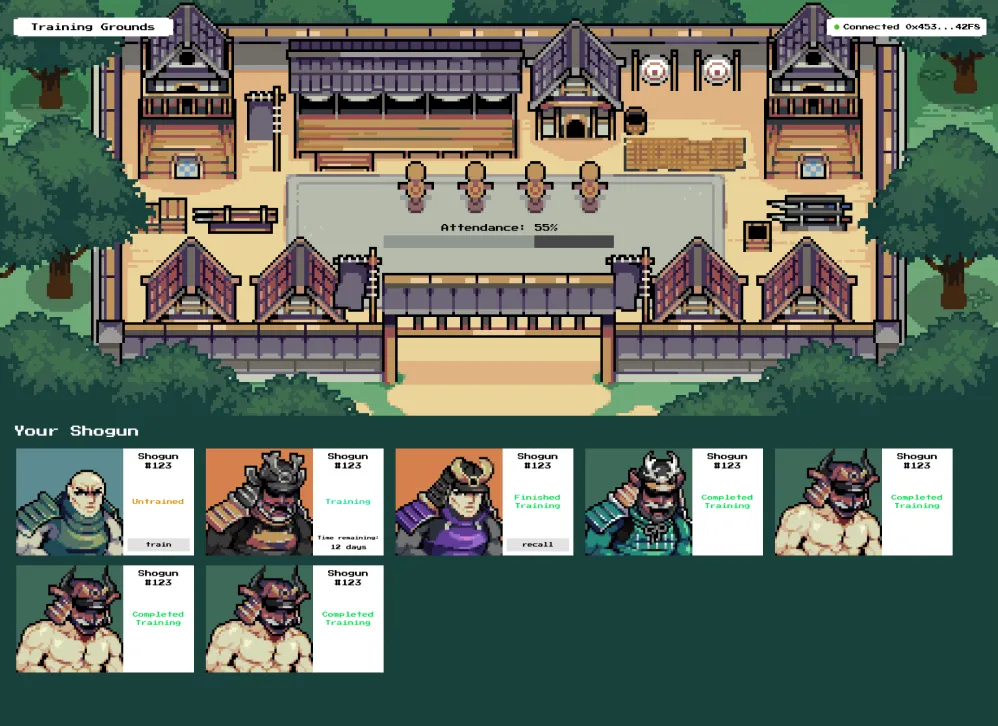 Training Grounds
Connected 0x453...42F8
Attendance: 55%
Your Shogun
Shogun
#123
Untrained
train
Shogun
#123
Training
Time remaining:
12 days
Shogun
#123
Finished
Training
recall
Shogun
#123
Completed
Training
Shogun
#123
Completed
Training
Shogun
#123
Completed
Training
Shogun
#123
Completed
Training